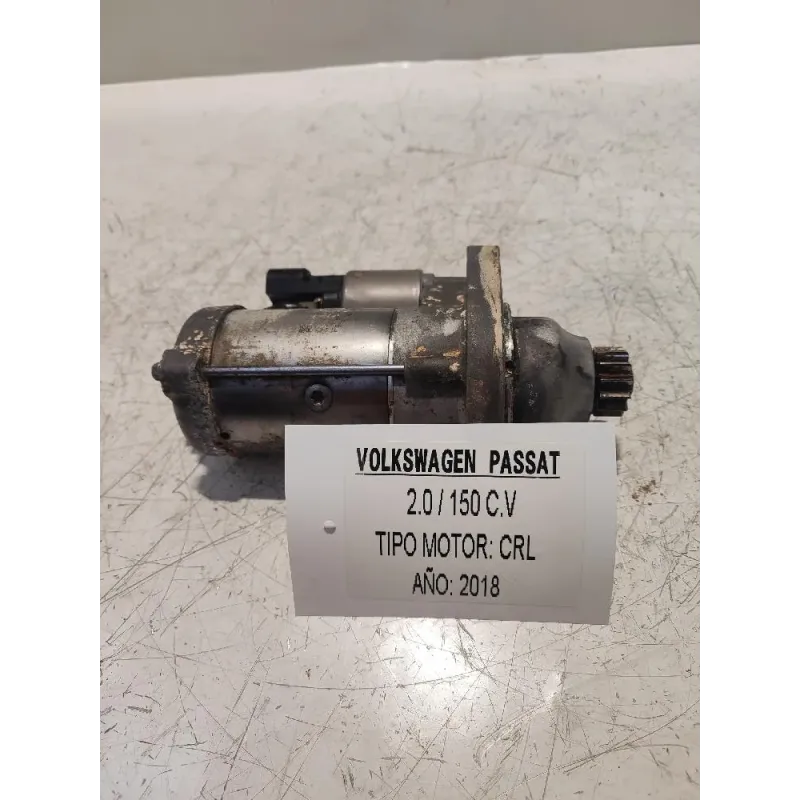 VOLKSWAGEN PASSAT
2.0 / 150 C.V
TIPO MOTOR: CRL
AÑO: 2018